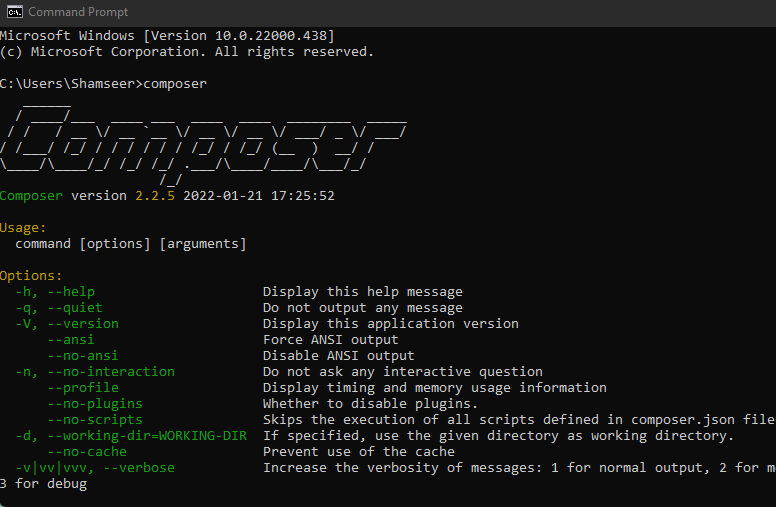 Command Prompt
Microsoft Windows [Version 10.0.22000.438]
(c) Microsoft Corporation. All rights reserved.
C:\Users\Shamseer>composer
Composer
Composer version 2.2.5 2022-01-21 17:25:52
Usage:
command [options] [arguments]
Options:
-h, --help Display this help message
-q, --quiet Do not output any message
-V, --version Display this application version
--ansi Force ANSI output
--no-ansi Disable ANSI output
-n, --no-interaction Do not ask any interactive question
--profile Display timing and memory usage information
--no-plugins Whether to disable plugins.
--no-scripts Skips the execution of all scripts defined in composer.json file
-d, --working-dir=WORKING-DIR If specified, use the given directory as working directory.
--no-cache Prevent use of the cache
-v|vv|vvv, --verbose Increase the verbosity of messages: 1 for normal output, 2 for m
3 for debug